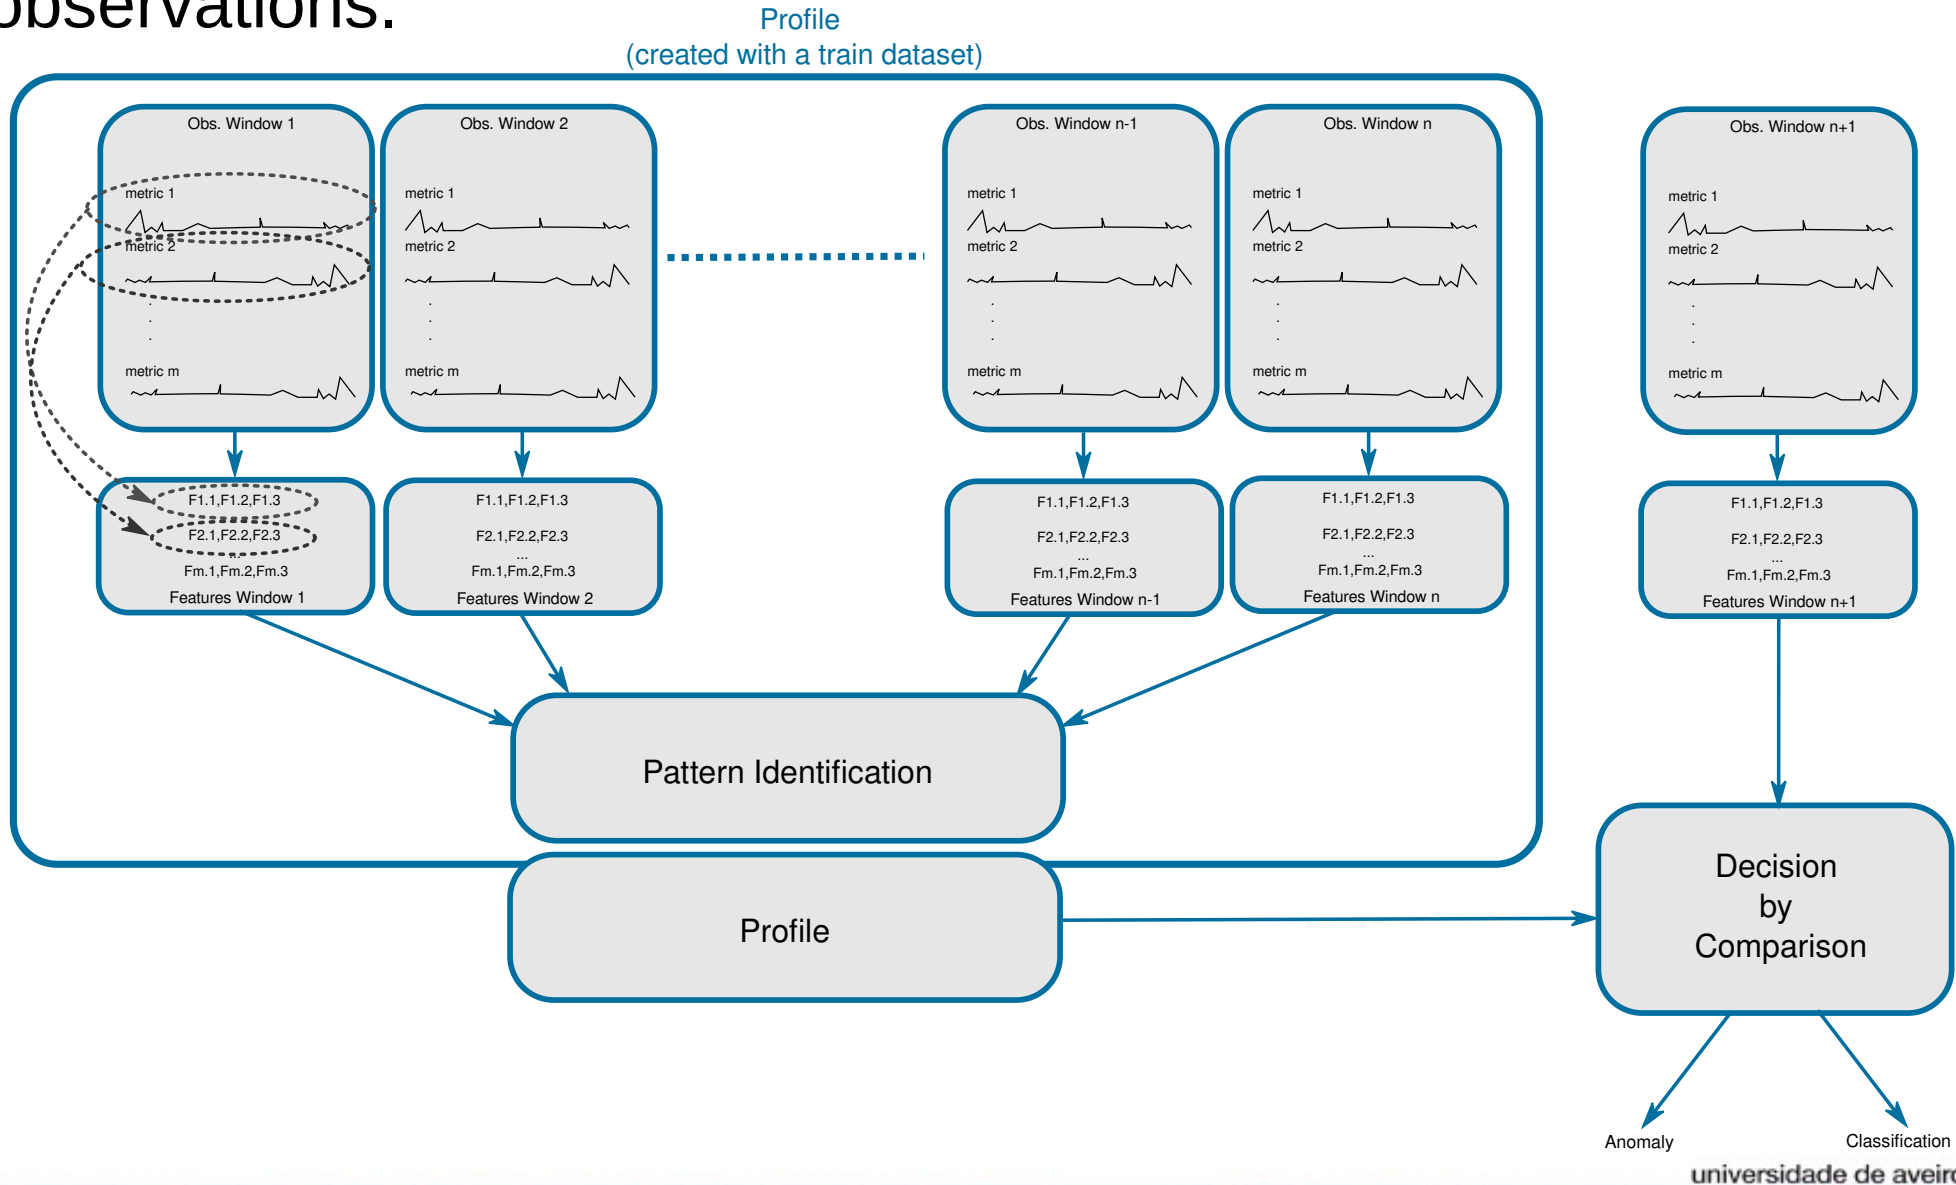 observations.
Profile
(created with a train dataset)
Obs. Window 1
metric 1
metric 2
.
.
.
metric m
Obs. Window 2
metric 1
metric 2
.
.
.
metric m
Obs. Window n-1
metric 1
metric 2
.
.
.
metric m
Obs. Window n
metric 1
metric 2
.
.
.
metric m
Obs. Window n+1
metric 1
metric 2
.
.
.
metric m
F1.1,F1.2,F1.3
F2.1,F2.2,F2.3
...
Fm.1,Fm.2,Fm.3
Features Window 1
F1.1,F1.2,F1.3
F2.1,F2.2,F2.3
...
Fm.1,Fm.2,Fm.3
Features Window 2
F1.1,F1.2,F1.3
F2.1,F2.2,F2.3
...
Fm.1,Fm.2,Fm.3
Features Window n-1
F1.1,F1.2,F1.3
F2.1,F2.2,F2.3
...
Fm.1,Fm.2,Fm.3
Features Window n
F1.1,F1.2,F1.3
F2.1,F2.2,F2.3
...
Fm.1,Fm.2,Fm.3
Features Window n+1
Pattern Identification
Profile
Decision
by
Comparison
Anomaly
Classification
universidade de aveiro